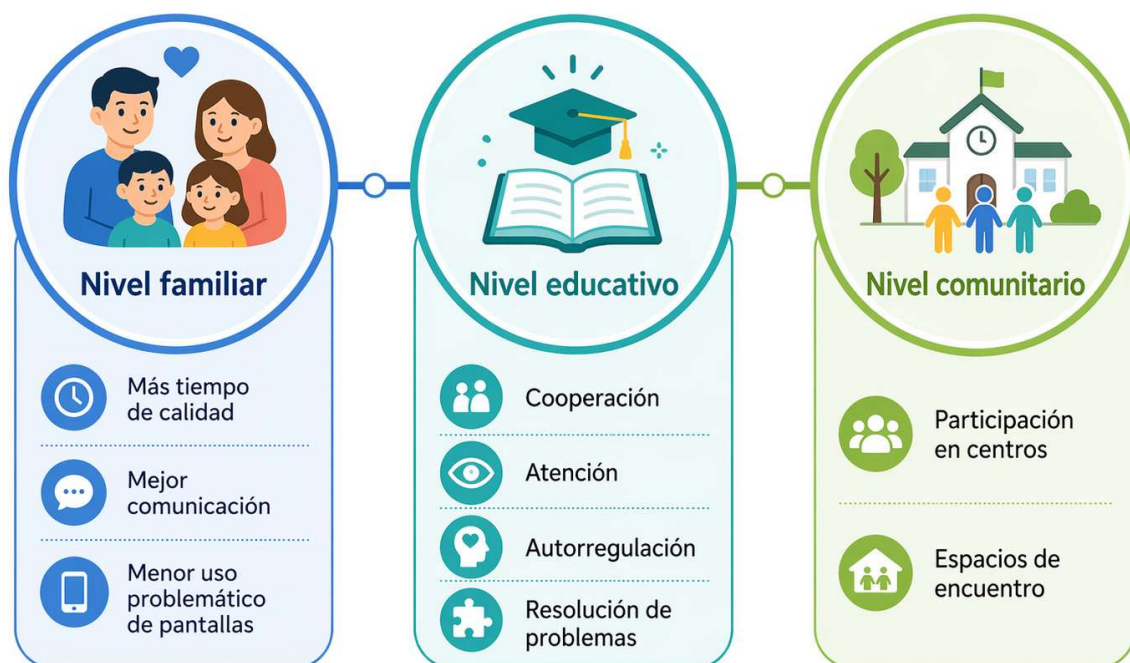 Nivel familiar
Más tiempo
de calidad
Mejor
comunicación
Menor uso
problemático
de pantallas
Nivel educativo
Cooperación
Atención
Autorregulación
Resolución de
problemas
Nivel comunitario
Participación
en centros
Espacios de
encuentro